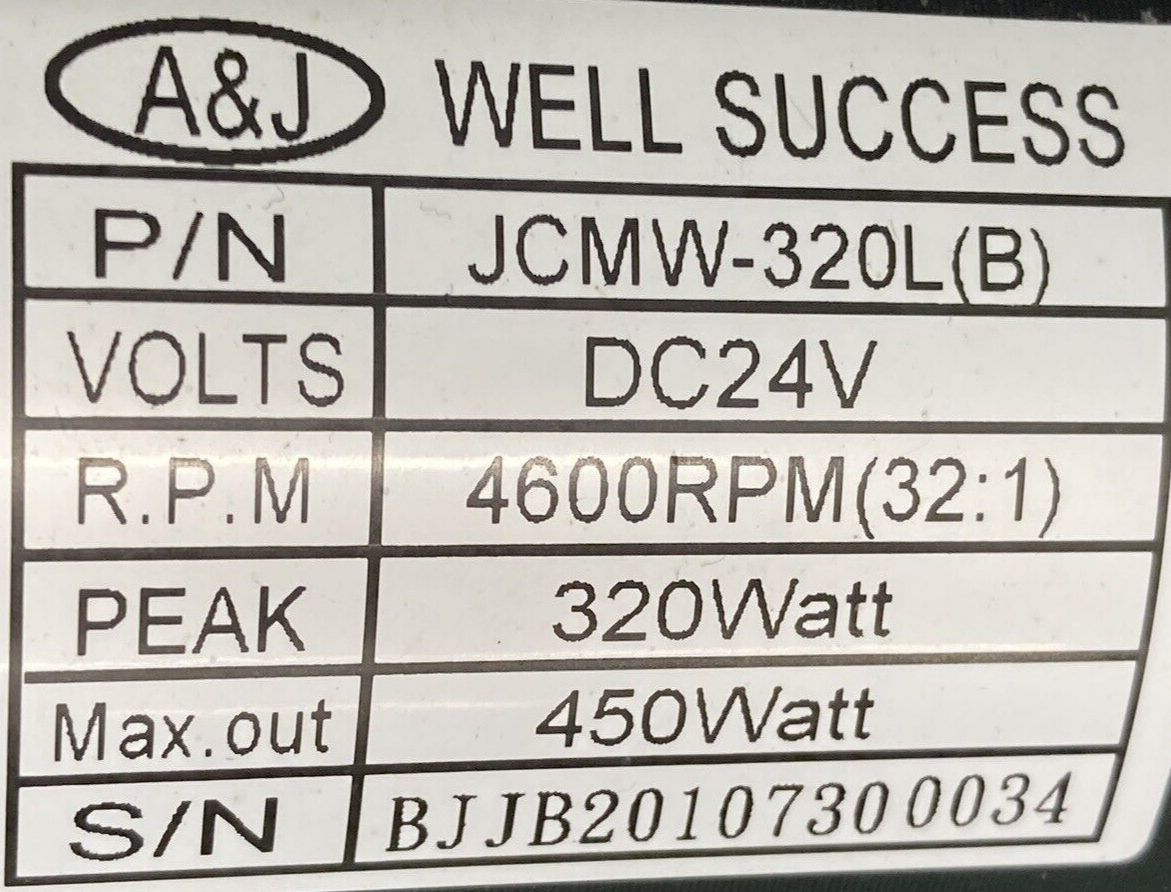 A&J WELL SUCCESS
P/N JCMW-320L(B)
VOLTS DC24V
R.P.M 4600RPM(32:1)
PEAK 320Watt
Max.out 450Watt
S/N BJJB20107300034